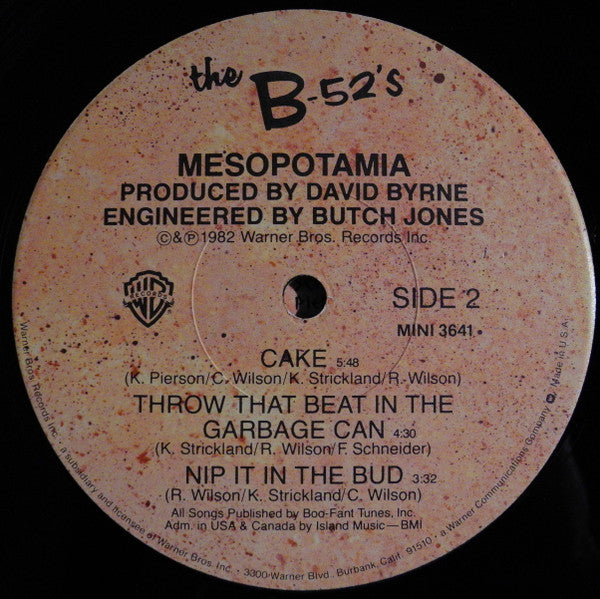 the B-52's
MESOPOTAMIA
PRODUCED BY DAVID BYRNE
ENGINEERED BY BUTCH JONES
©&℗1982 Warner Bros. Records Inc.
WB
RECORDS
SIDE 2
MINI 3641
CAKE 5:48
(K. Pierson/C. Wilson/K. Strickland/R. Wilson)
THROW THAT BEAT IN THE
GARBAGE CAN 4:30
(K. Strickland/R. Wilson/F. Schneider)
NIP IT IN THE BUD 3:32
(R. Wilson/K. Strickland/C. Wilson)
All Songs Published by Boo-Fant Tunes, Inc.
Adm. in USA & Canada by Island Music—BMI
Warner Bros. Records Inc. • a subsidiary and licensee of Warner Bros. Inc. • 3300 Warner Blvd., Burbank, Calif. 91510 • a Warner Communications Company • Made in U.S.A.